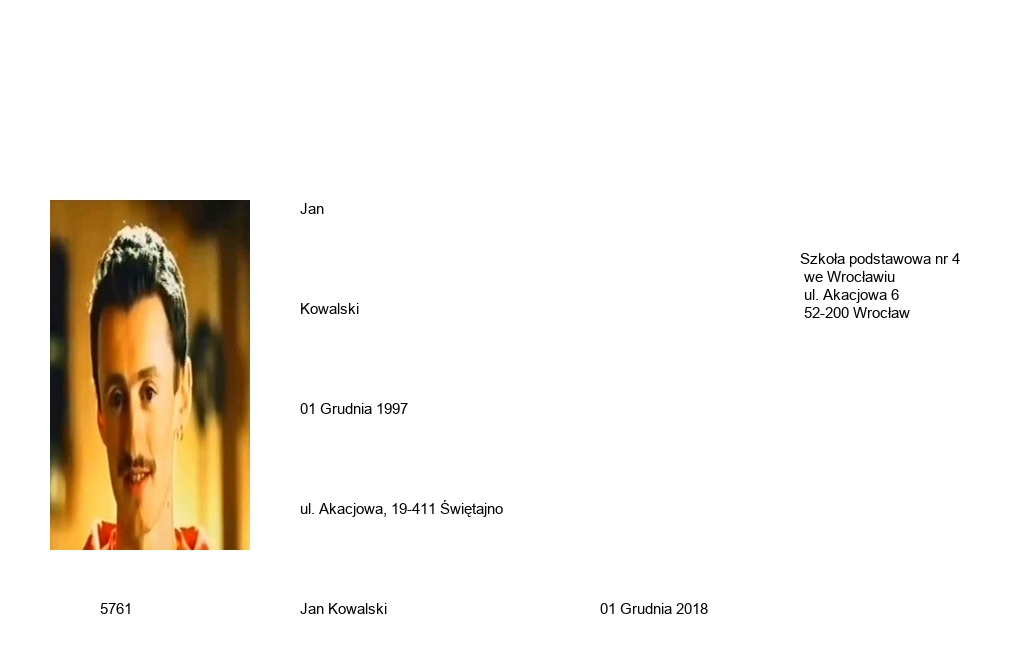 Jan
Szkoła podstawowa nr 4
we Wrocławiu
ul. Akacjowa 6
52-200 Wrocław
Kowalski
01 Grudnia 1997
ul. Akacjowa, 19-411 Świętajno
5761
Jan Kowalski
01 Grudnia 2018